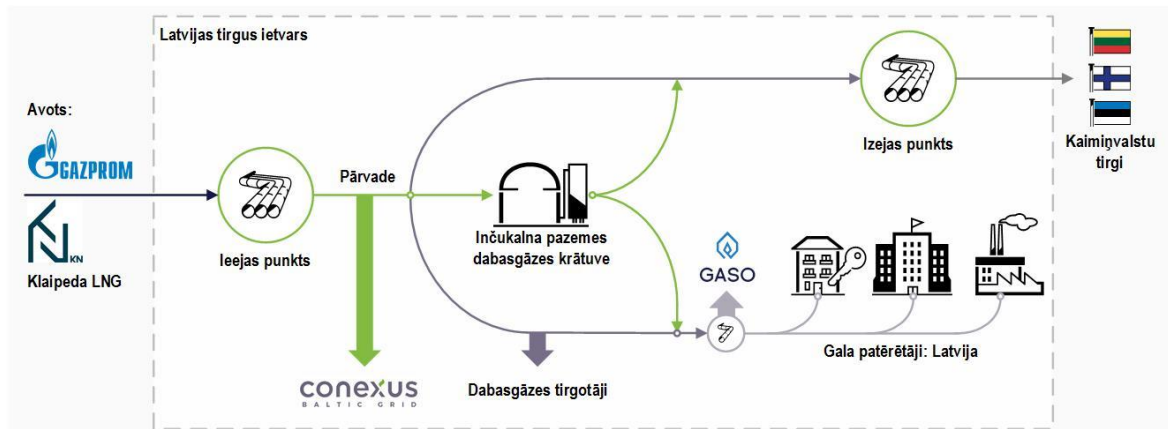 Latvijas tirgus ietvars
Avots:
GAZPROM
KN
Klaipeda LNG
Ieejas punkts
Pārvade
conexus
BALTIC GRID
Inčukalna pazemes
dabasgāzes krātuve
Dabasgāzes tirgotāji
GASO
Izejas punkts
Gala patērētāji: Latvija
Kaimiņvalstu
tirgi